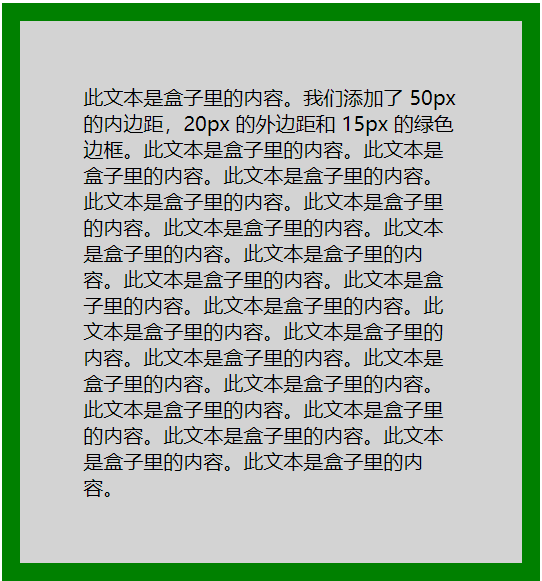 此文本是盒子里的内容。我们添加了 50px
的内边距，20px 的外边距和 15px 的绿色
边框。此文本是盒子里的内容。此文本是
盒子里的内容。此文本是盒子里的内容。
此文本是盒子里的内容。此文本是盒子里
的内容。此文本是盒子里的内容。此文本
是盒子里的内容。此文本是盒子里的内
容。此文本是盒子里的内容。此文本是盒
子里的内容。此文本是盒子里的内容。此
文本是盒子里的内容。此文本是盒子里的
内容。此文本是盒子里的内容。此文本是
盒子里的内容。此文本是盒子里的内容。
此文本是盒子里的内容。此文本是盒子里
的内容。此文本是盒子里的内容。此文本
是盒子里的内容。此文本是盒子里的内
容。